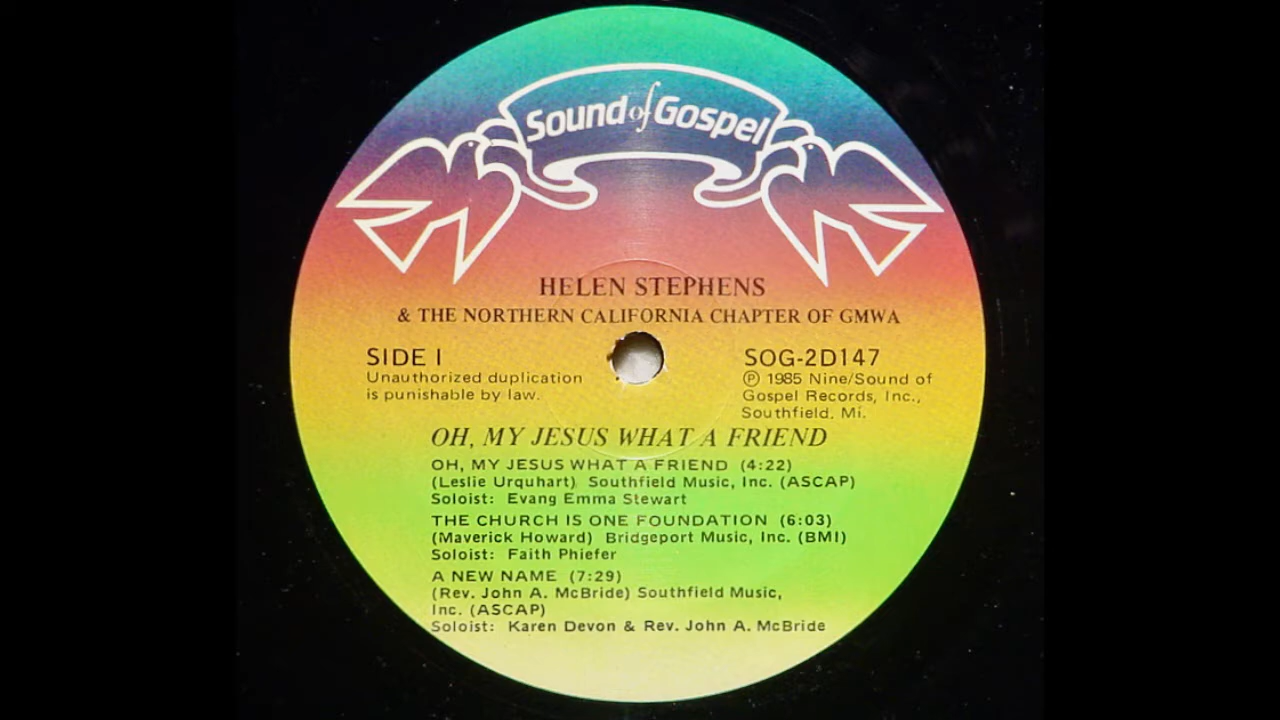 Sound of Gospel
HELEN STEPHENS
& THE NORTHERN CALIFORNIA CHAPTER OF GMWA
SIDE I
Unauthorized duplication
is punishable by law.
SOG-2D147
℗ 1985 Nine/Sound of
Gospel Records, Inc.,
Southfield, Mi.
OH, MY JESUS WHAT A FRIEND
OH, MY JESUS WHAT A FRIEND (4:22)
(Leslie Urquhart) Southfield Music, Inc. (ASCAP)
Soloist: Evang Emma Stewart
THE CHURCH IS ONE FOUNDATION (6:03)
(Maverick Howard) Bridgeport Music, Inc. (BMI)
Soloist: Faith Phiefer
A NEW NAME (7:29)
(Rev. John A. McBride) Southfield Music,
Inc. (ASCAP)
Soloist: Karen Devon & Rev. John A. McBride